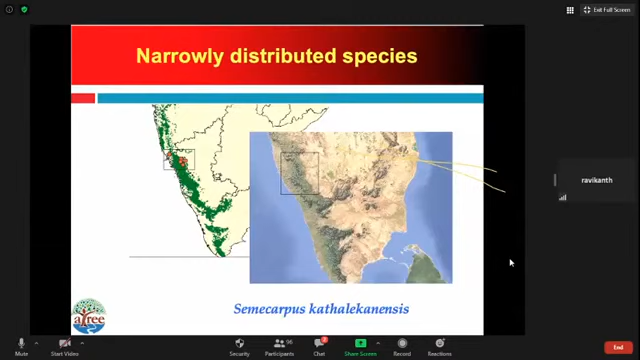 Exit Full Screen
Narrowly distributed species
ravikanth
Semecarpus kathalekanensis
atree
Mute
Start Video
Security
Participants
96
Chat
Share Screen
Record
Reactions
End